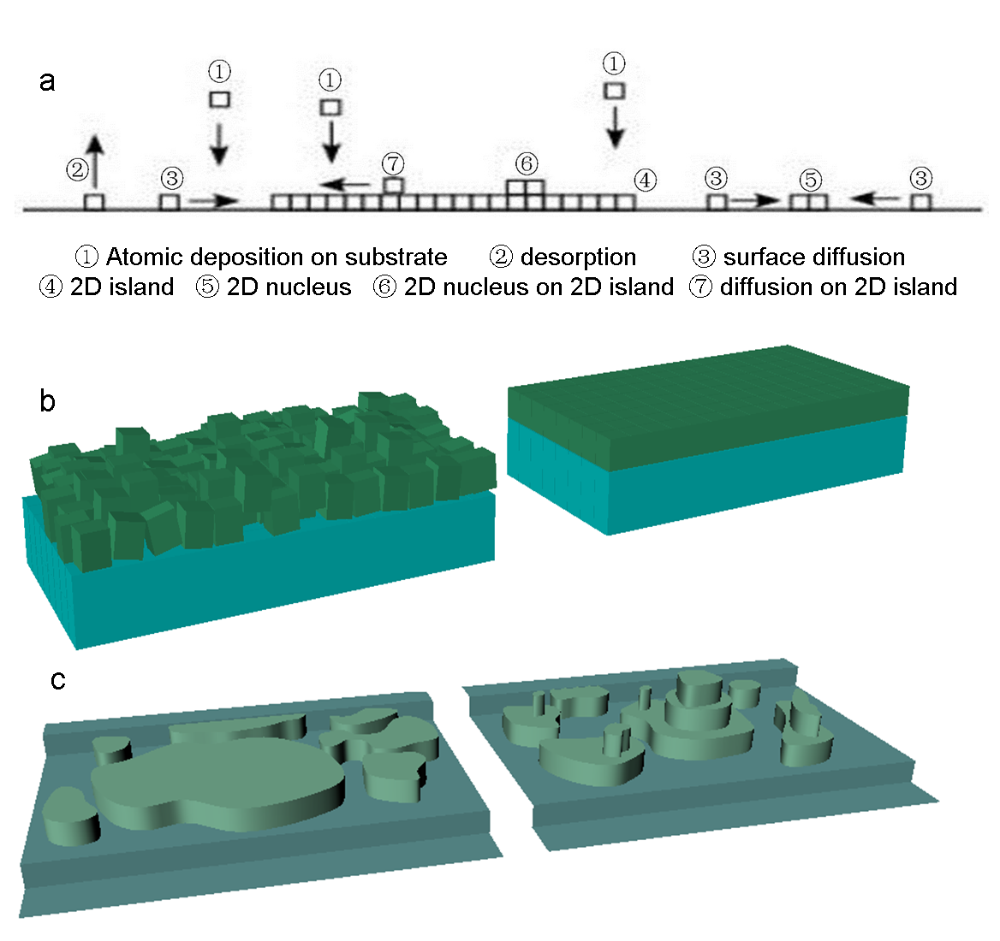 a
① ① ①
② ③ ⑦ ⑥ ④ ③ ⑤ ③
① Atomic deposition on substrate ② desorption ③ surface diffusion
④ 2D island ⑤ 2D nucleus ⑥ 2D nucleus on 2D island ⑦ diffusion on 2D island
b
c